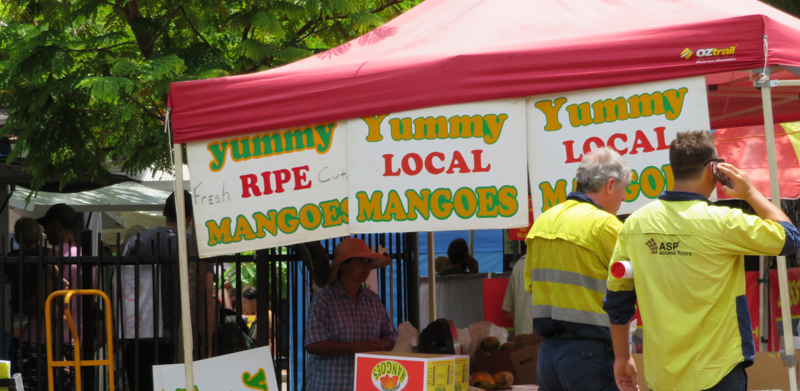 OZtrail
yummy
RIPE
Fresh Cut
MANGOES
Yummy
LOCAL
MANGOES
Yummy
LOCAL
MANGOES
ASP
access floors
Y